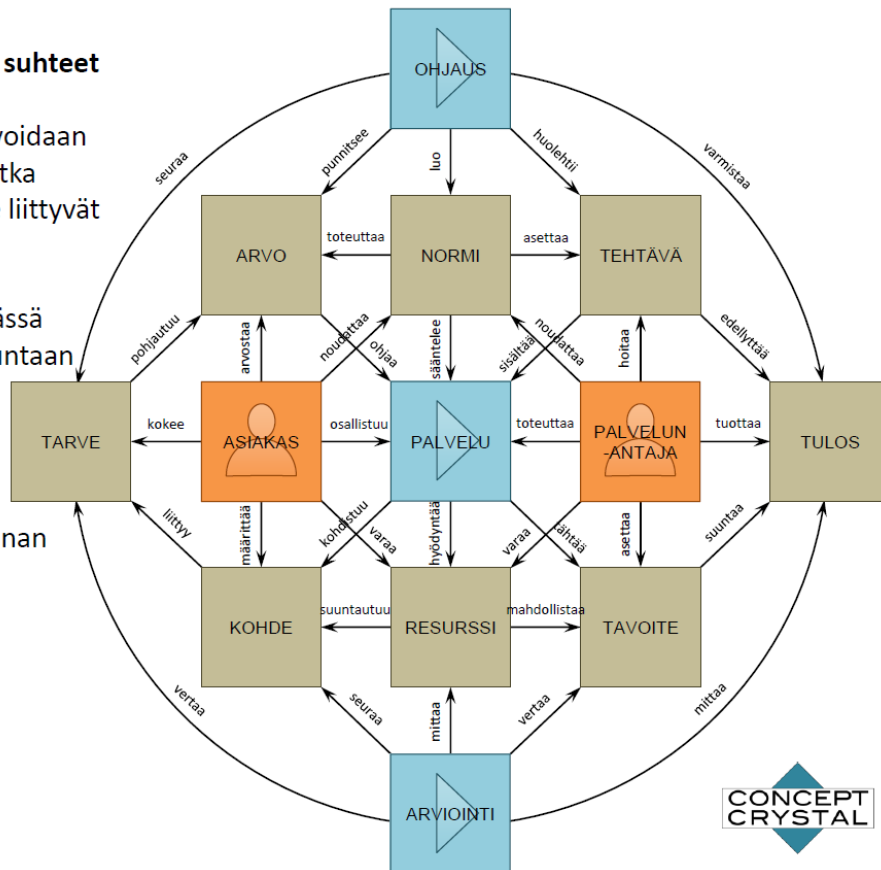 suhteet
OHJAUS
voidaan
tka
liittyvät
seuraa
punnitsee
luo
huolehtii
varmistaa
ARVO
toteuttaa
NORMI
asettaa
TEHTÄVÄ
ässä
untaan
pohjautuu
arvostaa
noudattaa
ohjaa
sääntelee
sisältää
noudattaa
hoitaa
edellyttää
TARVE
kokee
ASIAKAS
osallistuu
PALVELU
toteuttaa
PALVELUN
-ANTAJA
tuottaa
TULOS
nan
liittyy
määrittää
varaa
kohdistuu
hyödyntää
tähtää
varaa
asettaa
suuntaa
KOHDE
suuntautuu
RESURSSI
mahdollistaa
TAVOITE
vertaa
seuraa
mittaa
vertaa
mittaa
ARVIOINTI
CONCEPT
CRYSTAL